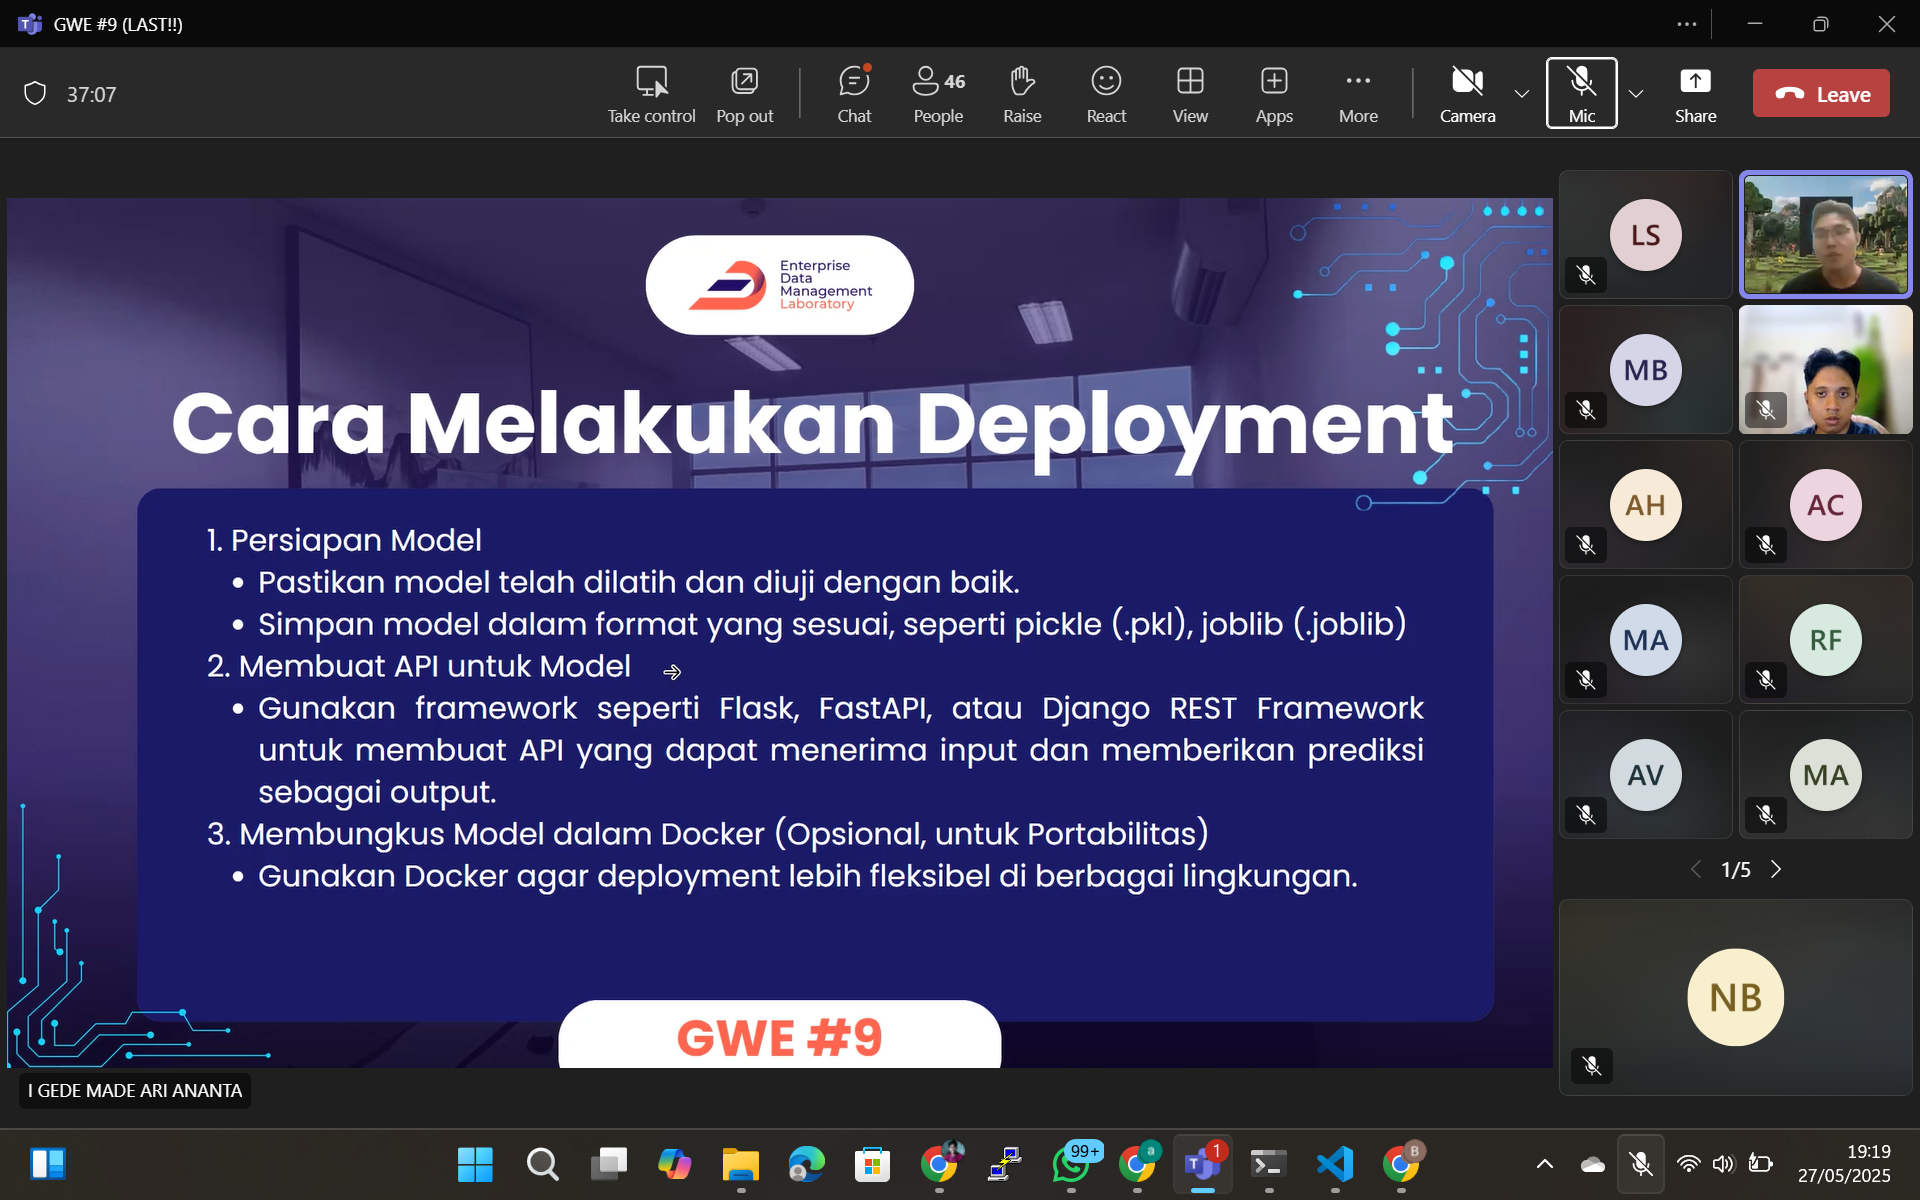 GWE #9 (LAST!!)
37:07
Take control
Pop out
Chat
46
People
Raise
React
View
Apps
More
Camera
Mic
Share
Leave
Enterprise
Data
Management
Laboratory
Cara Melakukan Deployment
1. Persiapan Model
• Pastikan model telah dilatih dan diuji dengan baik.
• Simpan model dalam format yang sesuai, seperti pickle (.pkl), joblib (.joblib)
2. Membuat API untuk Model
• Gunakan framework seperti Flask, FastAPI, atau Django REST Framework
untuk membuat API yang dapat menerima input dan memberikan prediksi
sebagai output.
3. Membungkus Model dalam Docker (Opsional, untuk Portabilitas)
• Gunakan Docker agar deployment lebih fleksibel di berbagai lingkungan.
GWE #9
I GEDE MADE ARI ANANTA
LS
MB
AH
AC
MA
RF
AV
MA
1/5
NB
99+
a
1
B
19:19
27/05/2025